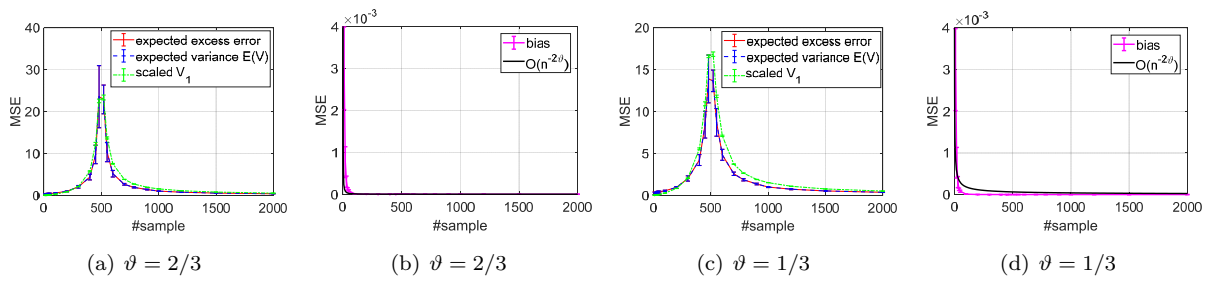 40
30
20
10
0
MSE
0 500 1000 1500 2000
#sample
expected excess error
expected variance E(V)
scaled V₁
(a) ϑ = 2/3
×10⁻³
4
3
2
1
0
MSE
0 500 1000 1500 2000
#sample
bias
O(n⁻²ᶿ)
(b) ϑ = 2/3
20
15
10
5
0
MSE
0 500 1000 1500 2000
#sample
expected excess error
expected variance E(V)
scaled V₁
(c) ϑ = 1/3
×10⁻³
4
3
2
1
0
MSE
0 500 1000 1500 2000
#sample
bias
O(n⁻²ᶿ)
(d) ϑ = 1/3